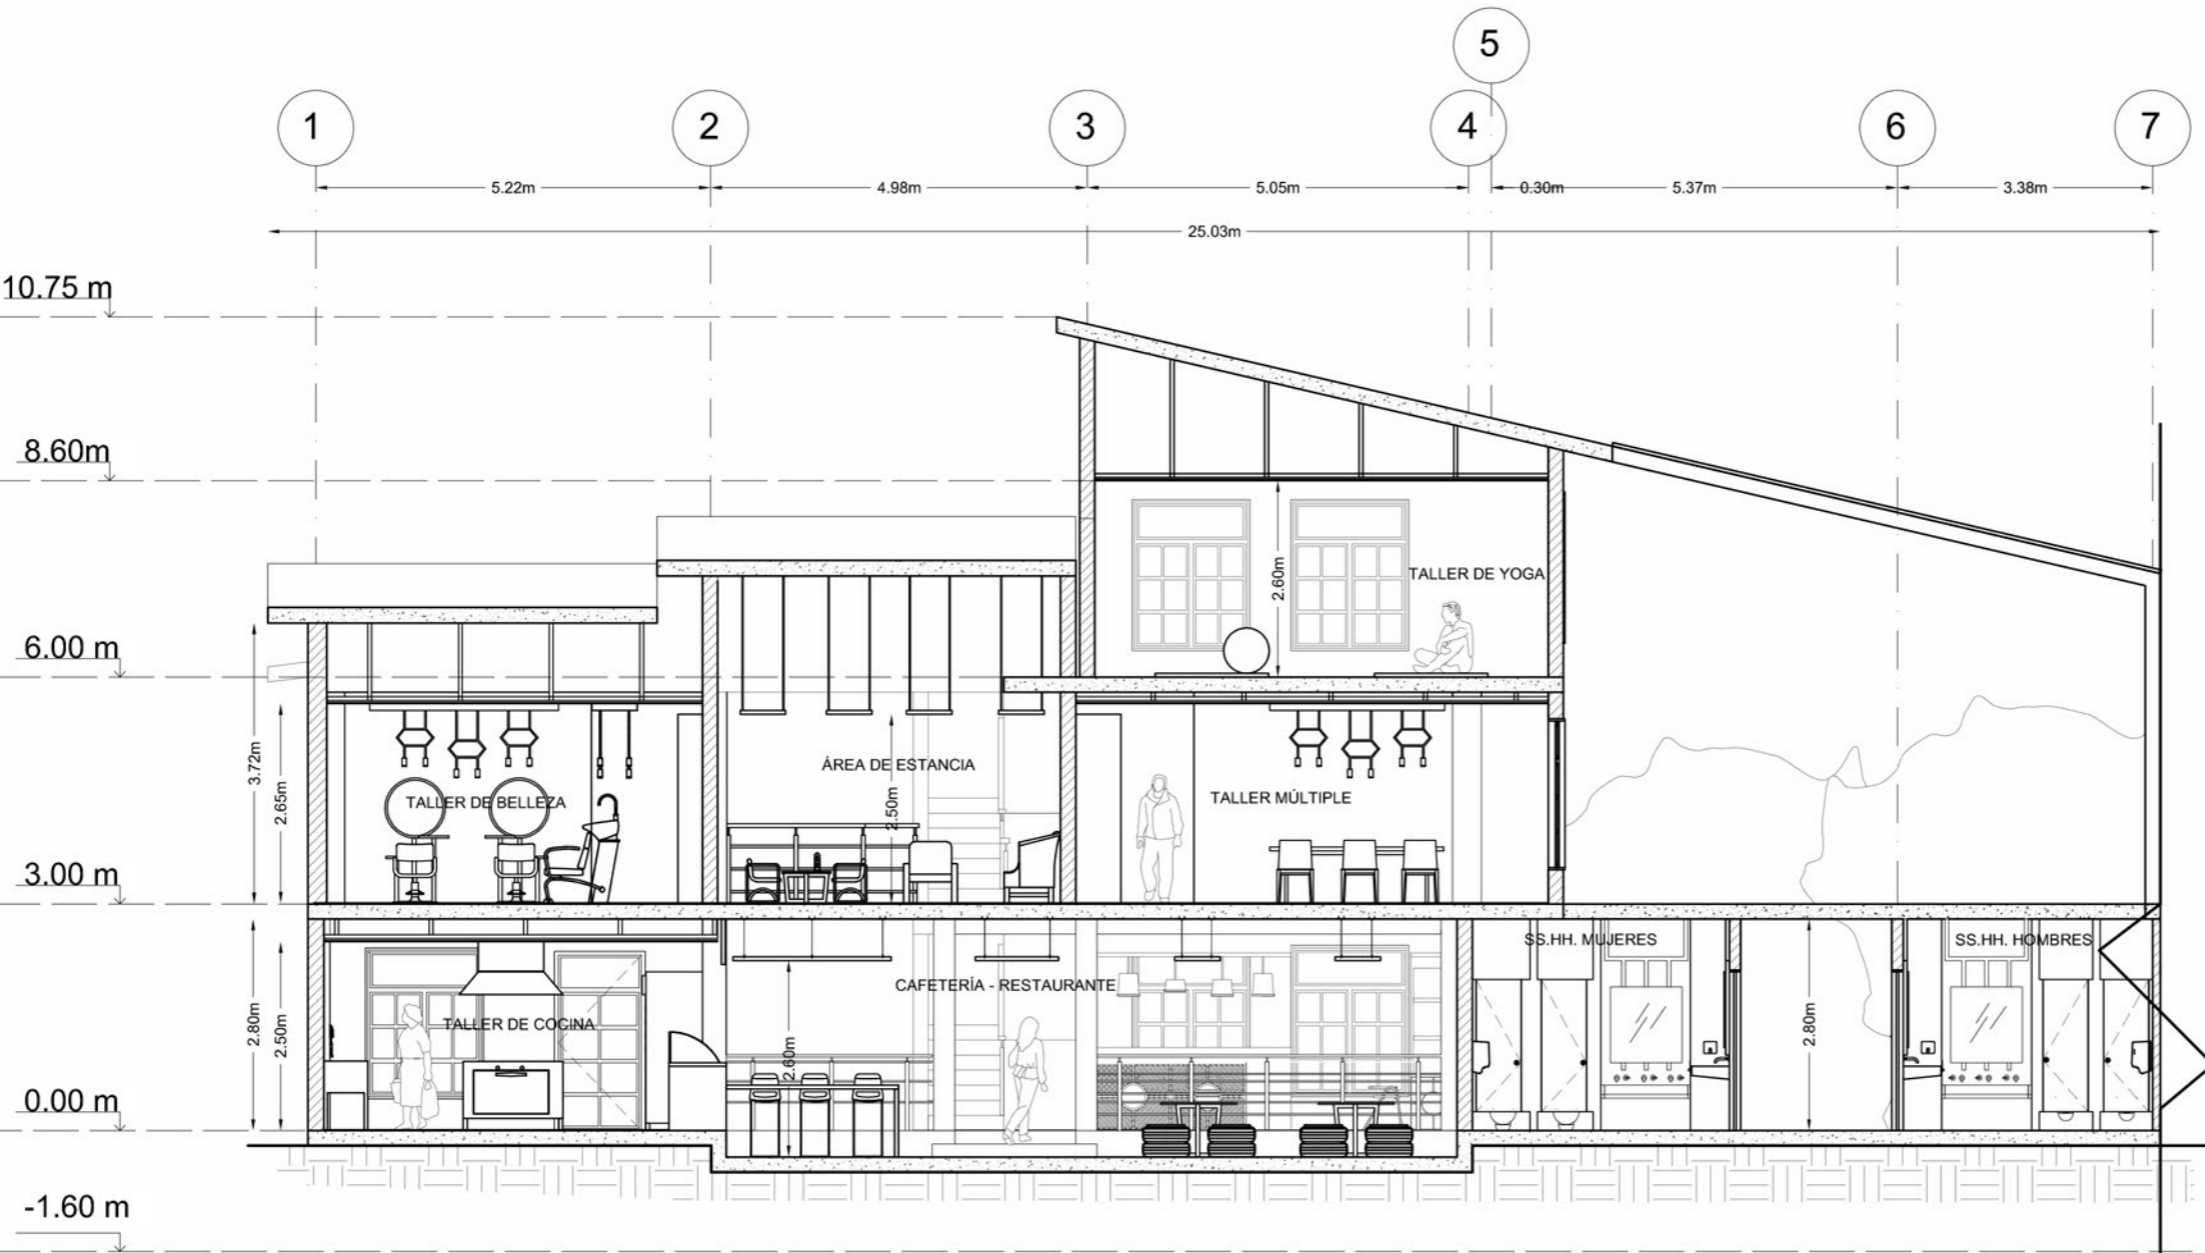 5
1
2
3
4
6
7
5.22m
4.98m
5.05m
0.30m
5.37m
3.38m
25.03m
10.75 m
8.60m
6.00 m
3.00 m
0.00 m
-1.60 m
2.60m
TALLER DE YOGA
3.72m
2.65m
TALLER DE BELLEZA
ÁREA DE ESTANCIA
2.50m
TALLER MÚLTIPLE
2.80m
2.50m
TALLER DE COCINA
CAFETERÍA - RESTAURANTE
2.60m
SS.HH. MUJERES
2.80m
SS.HH. HOMBRES